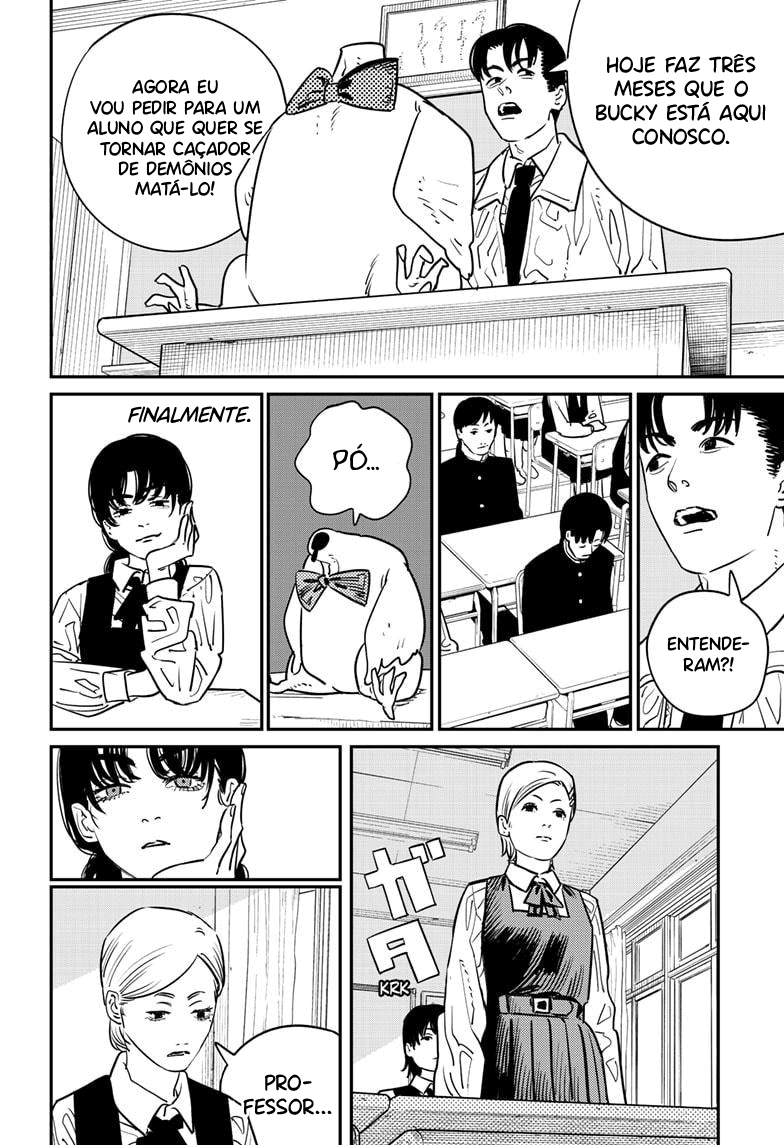 HOJE FAZ TRÊS
MESES QUE O
BUCKY ESTÁ AQUI
CONOSCO.
AGORA EU
VOU PEDIR PARA UM
ALUNO QUE QUER SE
TORNAR CAÇADOR
DE DEMÔNIOS
MATÁ-LO!
ENTENDE-
RAM?!
PÓ...
FINALMENTE.
ガタ
KRK
PRO-
FESSOR...